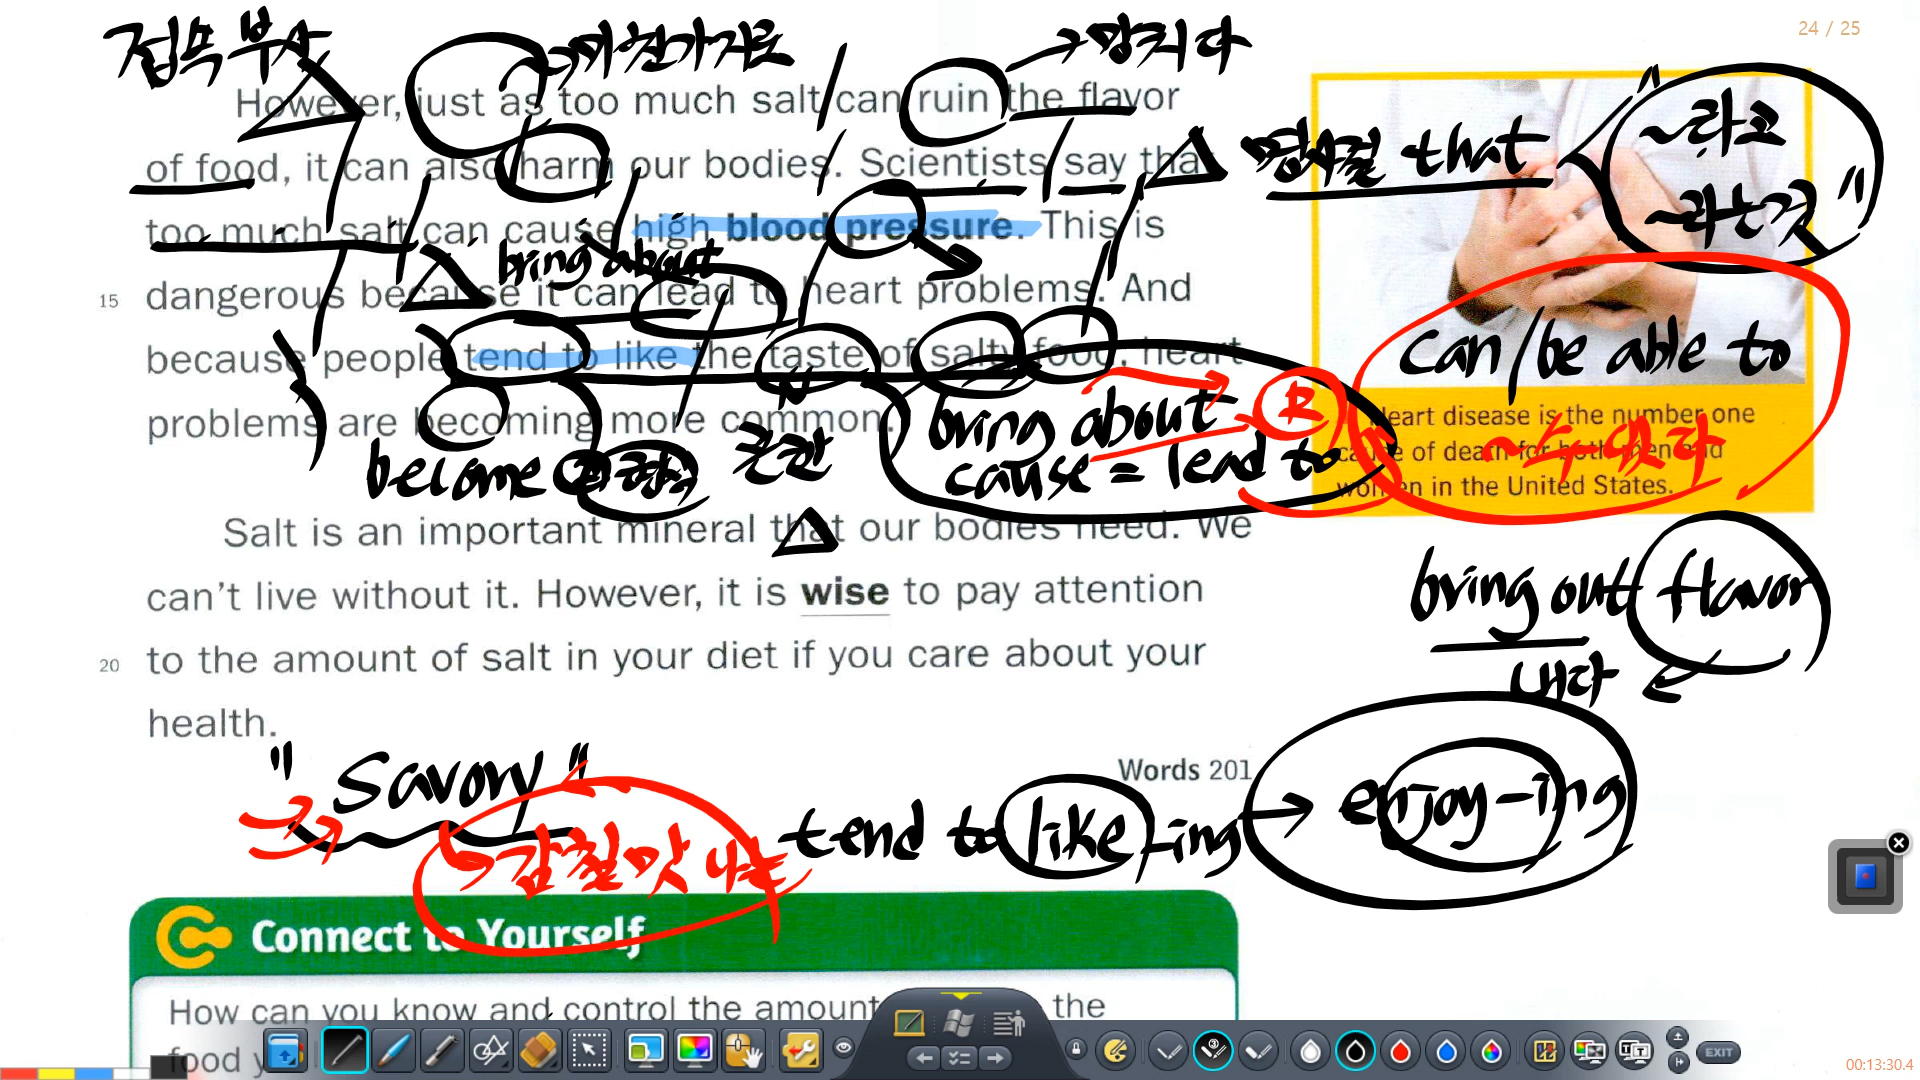 24 / 25
접속부사
→마찬가지로
→망치다
However, just as too much salt can ruin the flavor
of food, it can also harm our bodies. Scientists say that
too much salt can cause high blood pressure. This is
15 dangerous because it can lead to heart problems. And
because people tend to like the taste of salty food, heart
problems are becoming more common.
bring about
명사절 that
"~라고
~라는것"
can/be able to
~수 있다
Heart disease is the number one
cause of death for both men and
women in the United States.
become
흔한
bring about
cause = lead to
R
N
Salt is an important mineral that our bodies need. We
can't live without it. However, it is wise to pay attention
20 to the amount of salt in your diet if you care about your
health.
bring out flavor
내다
Words 201
"Savory"
감칠맛 나는
tend to like -ing → enjoy-ing
Connect to Yourself
How can you know and control the amount
the
food
EXIT
00:13:30.4